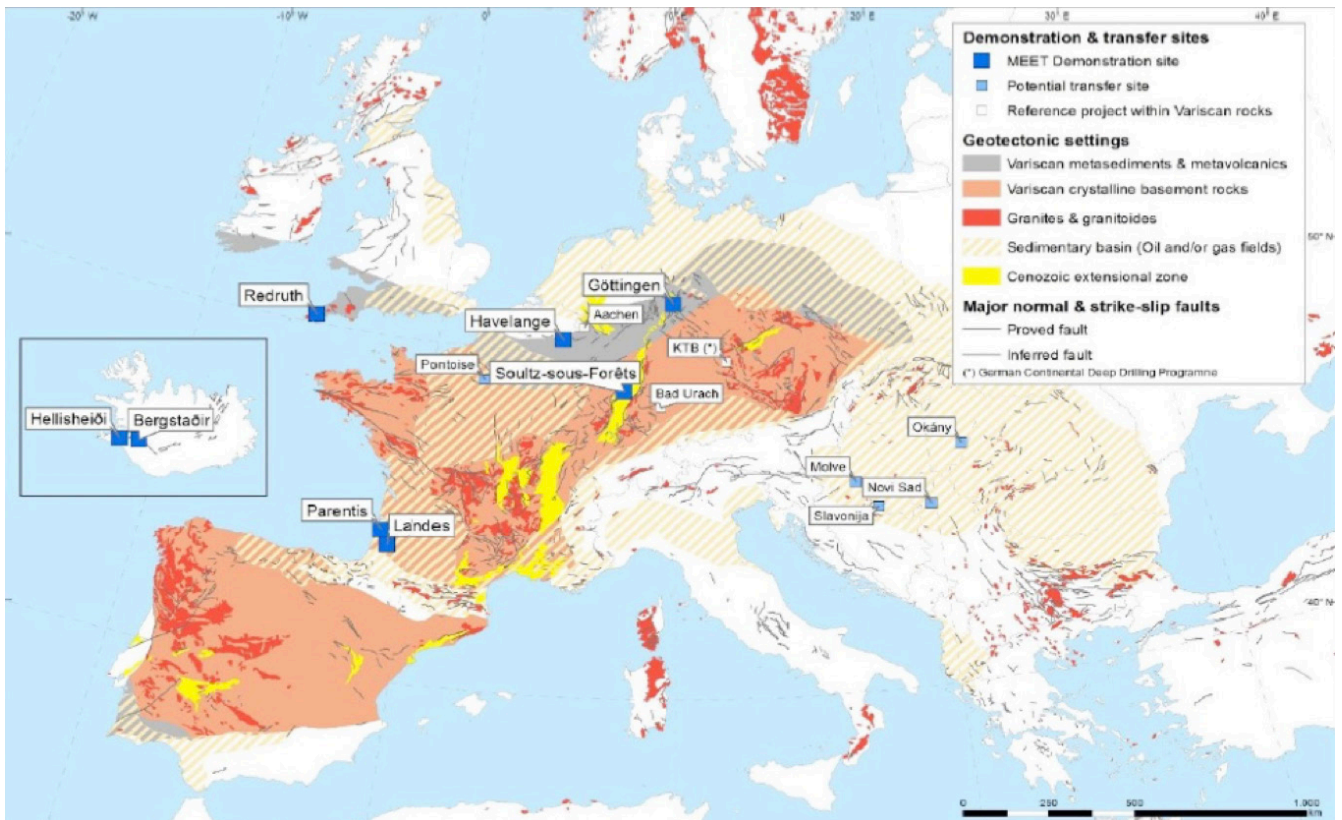 -20° W
-10° W
0°
10° E
20° E
30° E
40° E
50° N
40° N
Demonstration & transfer sites
MEET Demonstration site
Potential transfer site
Reference project within Variscan rocks
Geotectonic settings
Variscan metasediments & metavolcanics
Variscan crystalline basement rocks
Granites & granitoides
Sedimentary basin (Oil and/or gas fields)
Cenozoic extensional zone
Major normal & strike-slip faults
Proved fault
Inferred fault
(*) German Continental Deep Drilling Programme
Redruth
Göttingen
Aachen
Havelange
KTB (*)
Pontoise
Soultz-sous-Forêts
Bad Urach
Hellisheiði
Bergstaðir
Okány
Molve
Novi Sad
Slavonija
Parentis
Landes
0 250 500 1.000
km